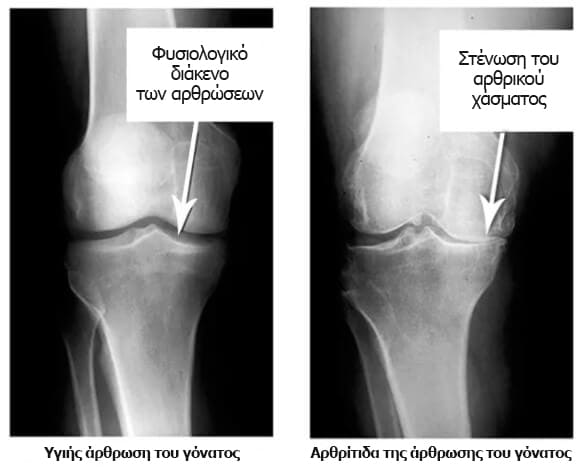 Φυσιολογικό
διάκενο
των αρθρώσεων
Στένωση του
αρθρικού
χάσματος
Υγιής άρθρωση του γόνατος
Αρθρίτιδα της άρθρωσης του γόνατος